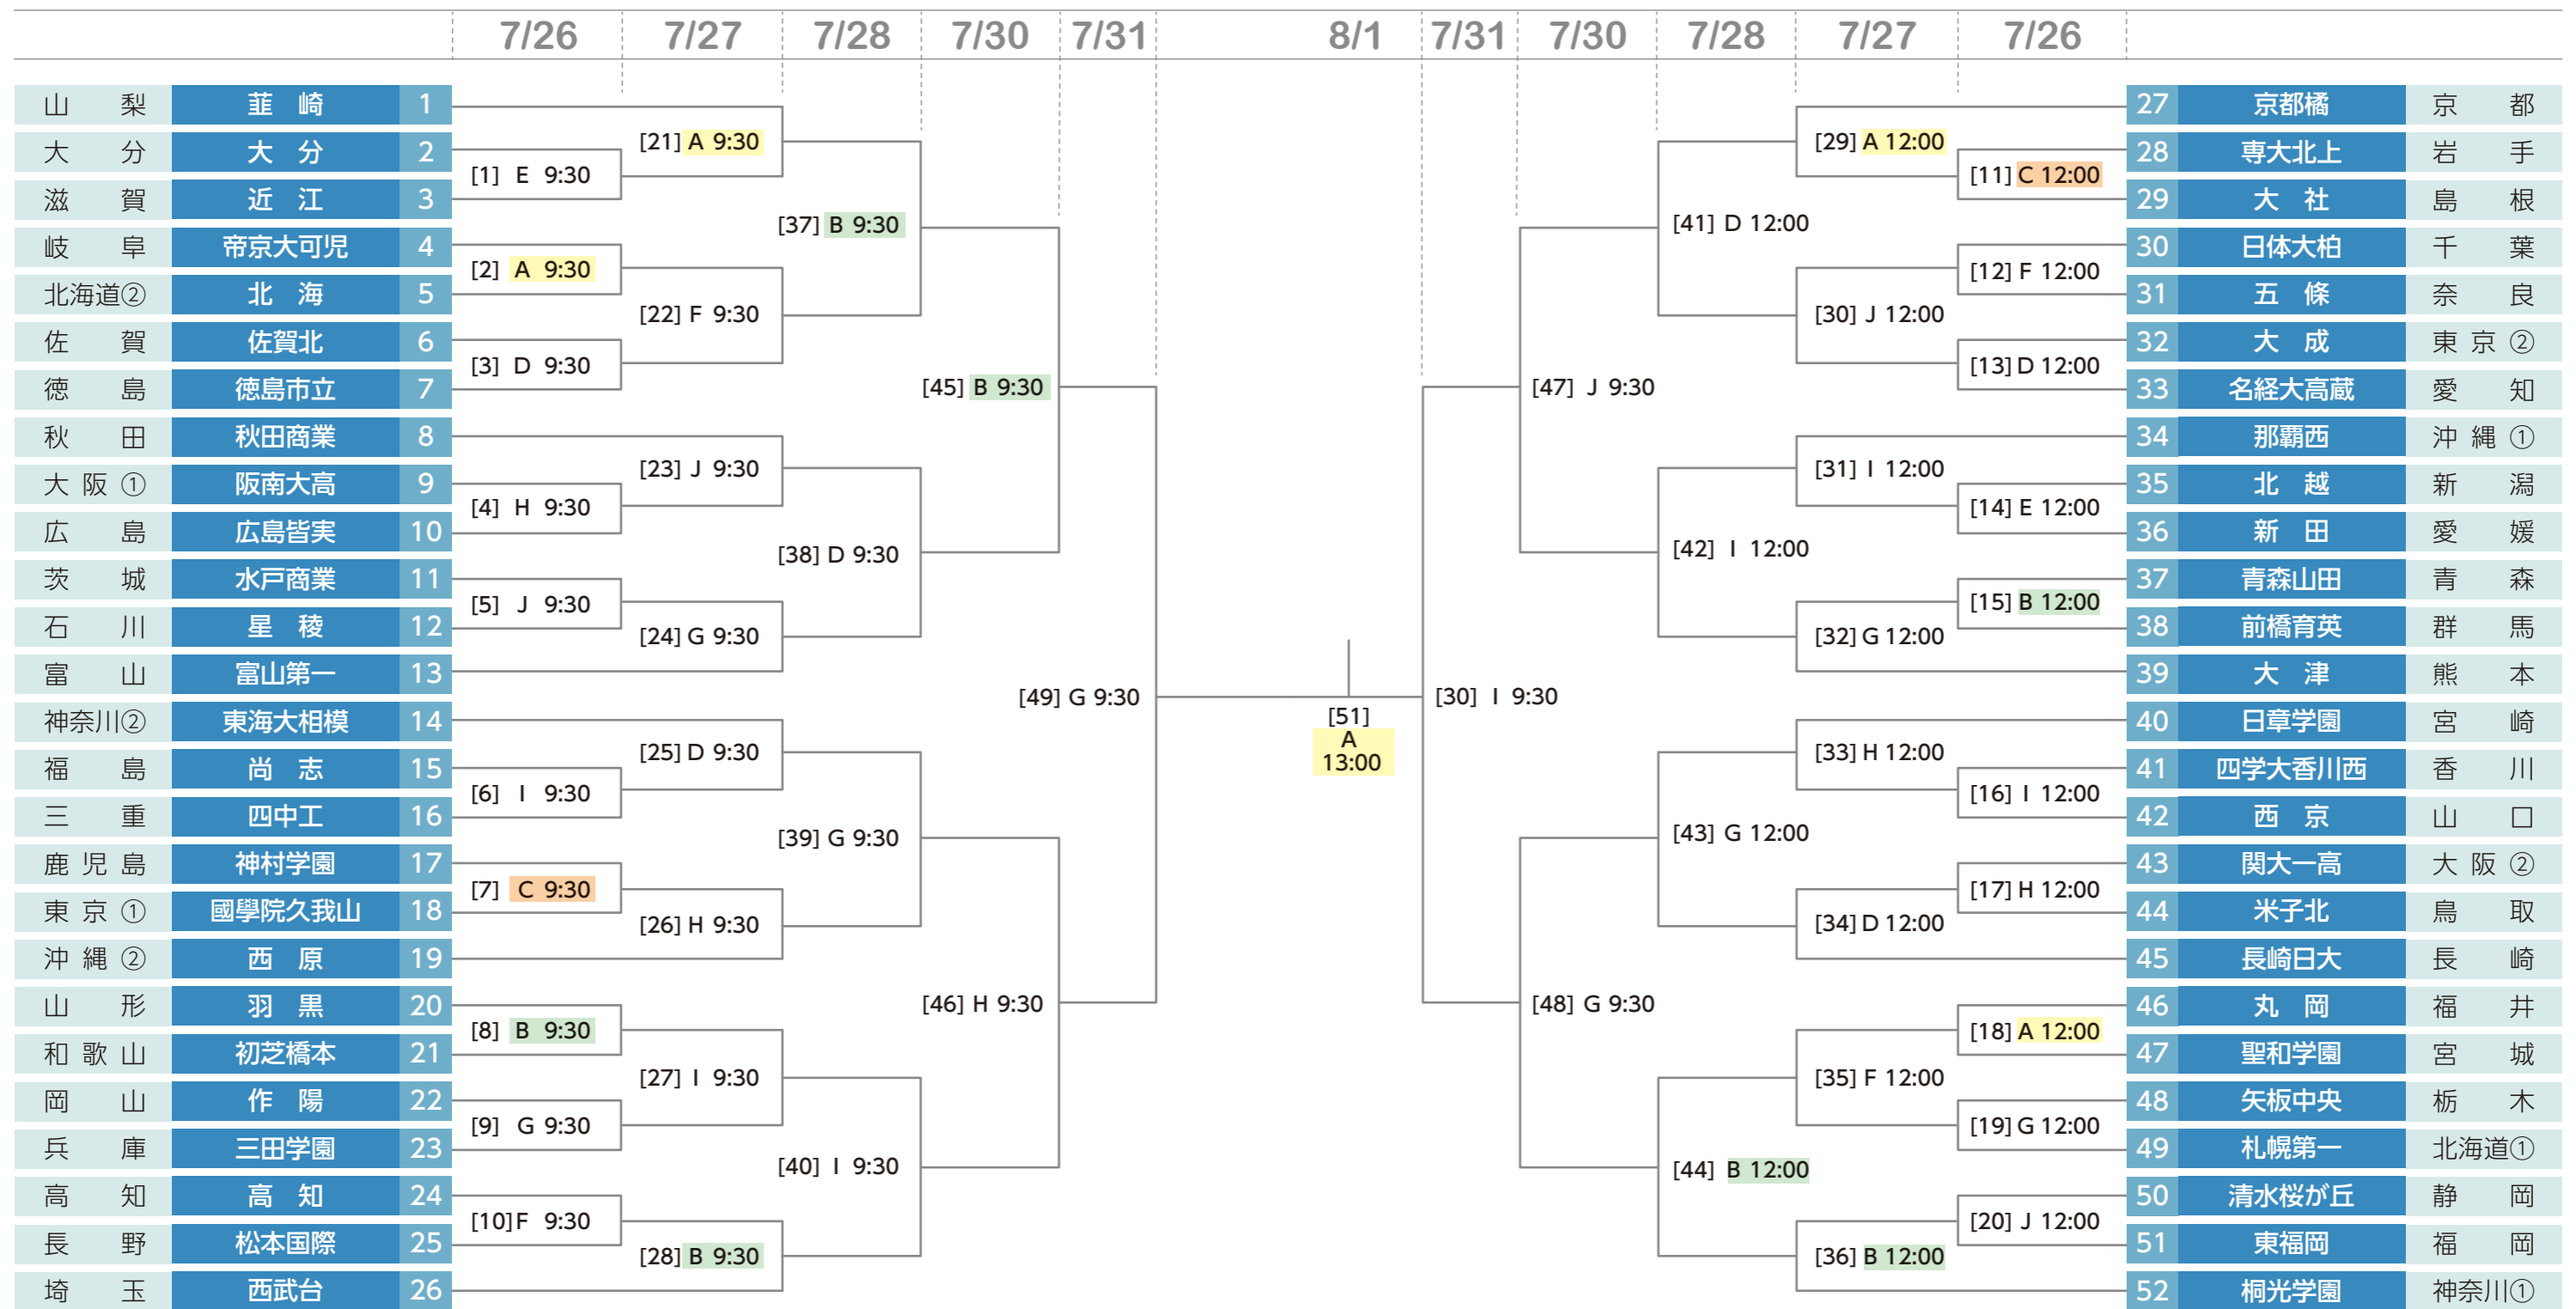 7/26 7/27 7/28 7/30 7/31 8/1 7/31 7/30 7/28 7/27 7/26
山梨 韮崎 1
大分 大分 2
滋賀 近江 3
岐阜 帝京大可児 4
北海道② 北海 5
佐賀 佐賀北 6
徳島 徳島市立 7
秋田 秋田商業 8
大阪① 阪南大高 9
広島 広島皆実 10
茨城 水戸商業 11
石川 星稜 12
富山 富山第一 13
神奈川② 東海大相模 14
福島 尚志 15
三重 四中工 16
鹿児島 神村学園 17
東京① 國學院久我山 18
沖縄② 西原 19
山形 羽黒 20
和歌山 初芝橋本 21
岡山 作陽 22
兵庫 三田学園 23
高知 高知 24
長野 松本国際 25
埼玉 西武台 26
[1] E 9:30
[2] A 9:30
[3] D 9:30
[4] H 9:30
[5] J 9:30
[6] I 9:30
[7] C 9:30
[8] B 9:30
[9] G 9:30
[10]F 9:30
[21] A 9:30
[22] F 9:30
[23] J 9:30
[24] G 9:30
[25] D 9:30
[26] H 9:30
[27] I 9:30
[28] B 9:30
[37] B 9:30
[38] D 9:30
[39] G 9:30
[40] I 9:30
[45] B 9:30
[46] H 9:30
[49] G 9:30
[51]
A
13:00
[30] I 9:30
[47] J 9:30
[48] G 9:30
[41] D 12:00
[42] I 12:00
[43] G 12:00
[44] B 12:00
[29] A 12:00
[30] J 12:00
[31] I 12:00
[32] G 12:00
[33] H 12:00
[34] D 12:00
[35] F 12:00
[36] B 12:00
[11] C 12:00
[12] F 12:00
[13] D 12:00
[14] E 12:00
[15] B 12:00
[16] I 12:00
[17] H 12:00
[18] A 12:00
[19] G 12:00
[20] J 12:00
27 京都橘 京都
28 専大北上 岩手
29 大社 島根
30 日体大柏 千葉
31 五條 奈良
32 大成 東京②
33 名経大高蔵 愛知
34 那覇西 沖縄①
35 北越 新潟
36 新田 愛媛
37 青森山田 青森
38 前橋育英 群馬
39 大津 熊本
40 日章学園 宮崎
41 四学大香川西 香川
42 西京 山口
43 関大一高 大阪②
44 米子北 鳥取
45 長崎日大 長崎
46 丸岡 福井
47 聖和学園 宮城
48 矢板中央 栃木
49 札幌第一 北海道①
50 清水桜が丘 静岡
51 東福岡 福岡
52 桐光学園 神奈川①